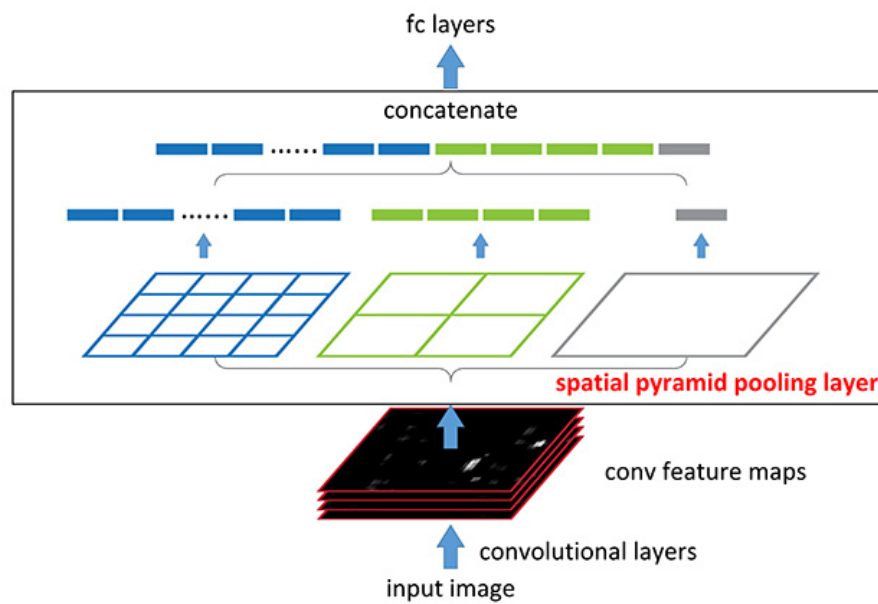 fc layers
concatenate
......
......
spatial pyramid pooling layer
conv feature maps
convolutional layers
input image